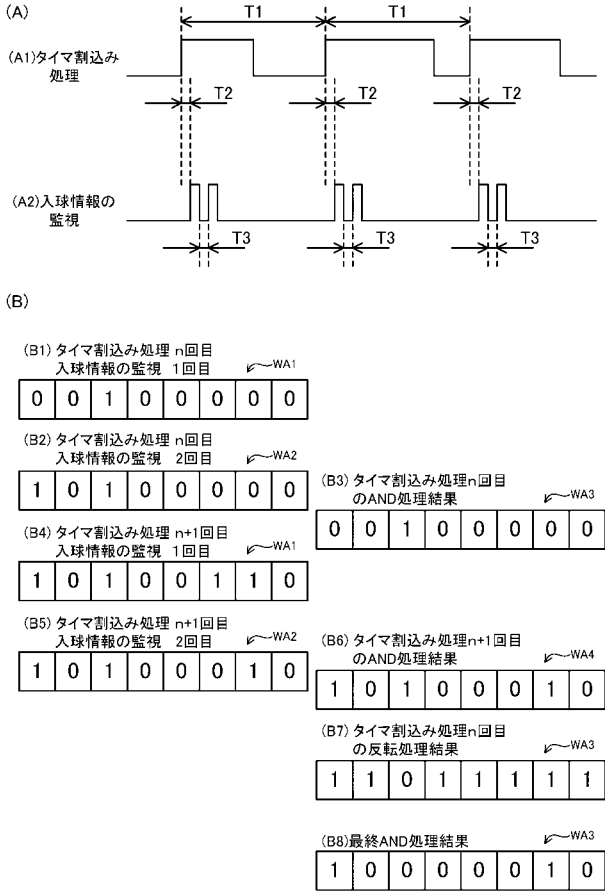 (A)
T1 T1
(A1)タイマ割込み
処理
T2 T2 T2
(A2)入球情報の
監視
T3 T3 T3
(B)
(B1) タイマ割込み処理 n回目
入球情報の監視 1回目 WA1
0 0 1 0 0 0 0 0
(B2) タイマ割込み処理 n回目
入球情報の監視 2回目 WA2
1 0 1 0 0 0 0 0
(B3) タイマ割込み処理n回目
のAND処理結果 WA3
0 0 1 0 0 0 0 0
(B4) タイマ割込み処理 n+1回目
入球情報の監視 1回目 WA1
1 0 1 0 0 1 1 0
(B5) タイマ割込み処理 n+1回目
入球情報の監視 2回目 WA2
1 0 1 0 0 0 1 0
(B6) タイマ割込み処理n+1回目
のAND処理結果 WA4
1 0 1 0 0 0 1 0
(B7) タイマ割込み処理n回目
の反転処理結果 WA3
1 1 0 1 1 1 1 1
(B8)最終AND処理結果 WA3
1 0 0 0 0 0 1 0